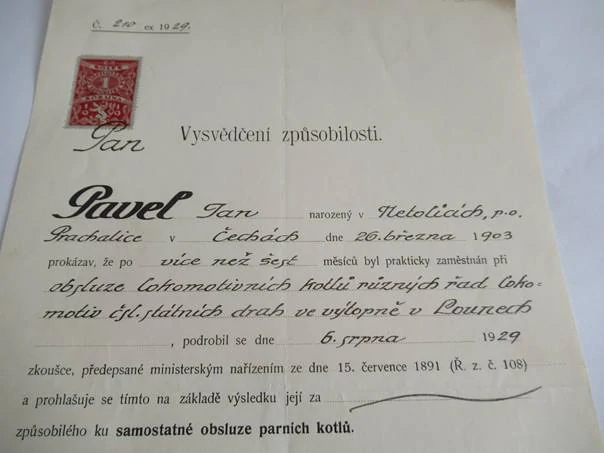 Č. 210 ex 1929.
KOLEK
1
KORUNA
Pan
Vysvědčení způsobilosti.
Pavel Jan narozený v Netolicích, p.o.
Prachatice v Čechách dne 26. března 1903
prokázav, že po více než šest měsíců byl prakticky zaměstnán při
obsluze lokomotivních kotlů různých řad loko=
motiv čsl. státních drah ve výtopně v Lounech
, podrobil se dne 6. srpna 1929
zkoušce, předepsané ministerským nařízením ze dne 15. července 1891 (Ř. z. č. 108)
a prohlašuje se tímto na základě výsledku její za
způsobilého ku samostatné obsluze parních kotlů.